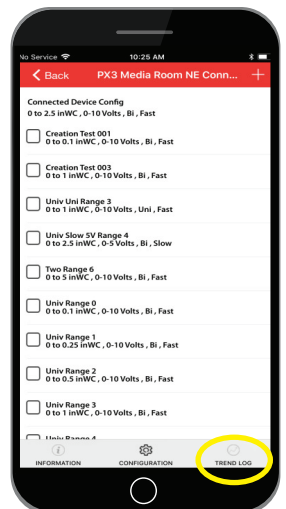 No Service 10:25 AM
Back PX3 Media Room NE Conn... +
Connected Device Config
0 to 2.5 inWC , 0-10 Volts , Bi , Fast
Creation Test 001
0 to 0.1 inWC , 0-10 Volts , Bi , Fast
Creation Test 003
0 to 1 inWC , 0-10 Volts , Bi , Fast
Univ Uni Range 3
0 to 1 inWC , 0-10 Volts , Uni , Fast
Univ Slow 5V Range 4
0 to 2.5 inWC , 0-5 Volts , Bi , Slow
Two Range 6
0 to 5 inWC , 0-10 Volts , Bi , Fast
Univ Range 0
0 to 0.1 inWC , 0-10 Volts , Bi , Fast
Univ Range 1
0 to 0.25 inWC , 0-10 Volts , Bi , Fast
Univ Range 2
0 to 0.5 inWC , 0-10 Volts , Bi , Fast
Univ Range 3
0 to 1 inWC , 0-10 Volts , Bi , Fast
Univ Range 4
INFORMATION CONFIGURATION TREND LOG